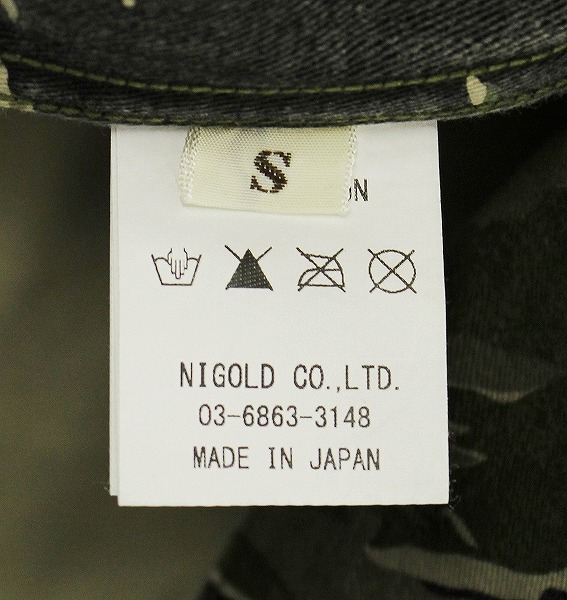 S
NIGOLD CO.,LTD.
03-6863-3148
MADE IN JAPAN